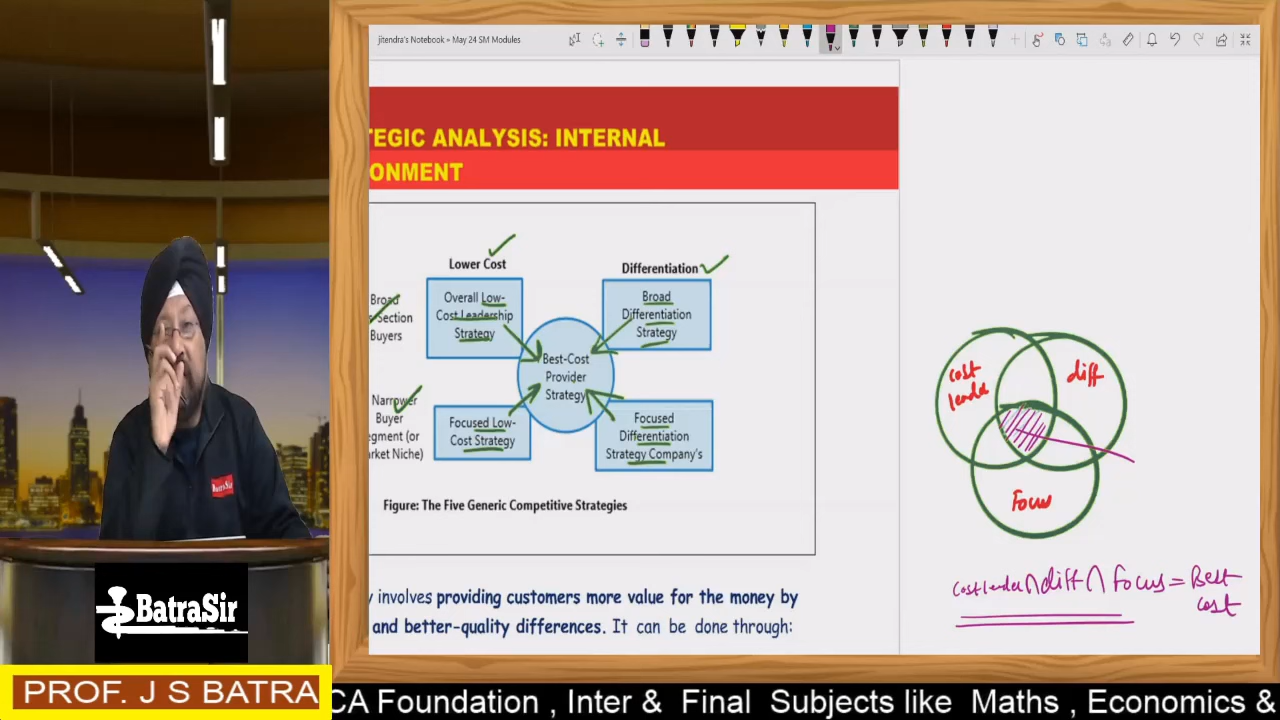 jitendra's Notebook » May 24 SM Modules
TEGIC ANALYSIS: INTERNAL
ONMENT
Lower Cost
Differentiation
Broad
Section
Buyers
Overall Low-
Cost Leadership
Strategy
Broad
Differentiation
Strategy
Best-Cost
Provider
Strategy
Narrower
Buyer
egment (or
arket Niche)
Focused Low-
Cost Strategy
Focused
Differentiation
Strategy Company's
Figure: The Five Generic Competitive Strategies
y involves providing customers more value for the money by
and better-quality differences. It can be done through:
cost
leade
diff
Focus
cost leader ∩ diff ∩ Focus = Best
cost
BatraSir
BatraSir
PROF. J S BATRA
CA Foundation , Inter & Final Subjects like Maths , Economics &